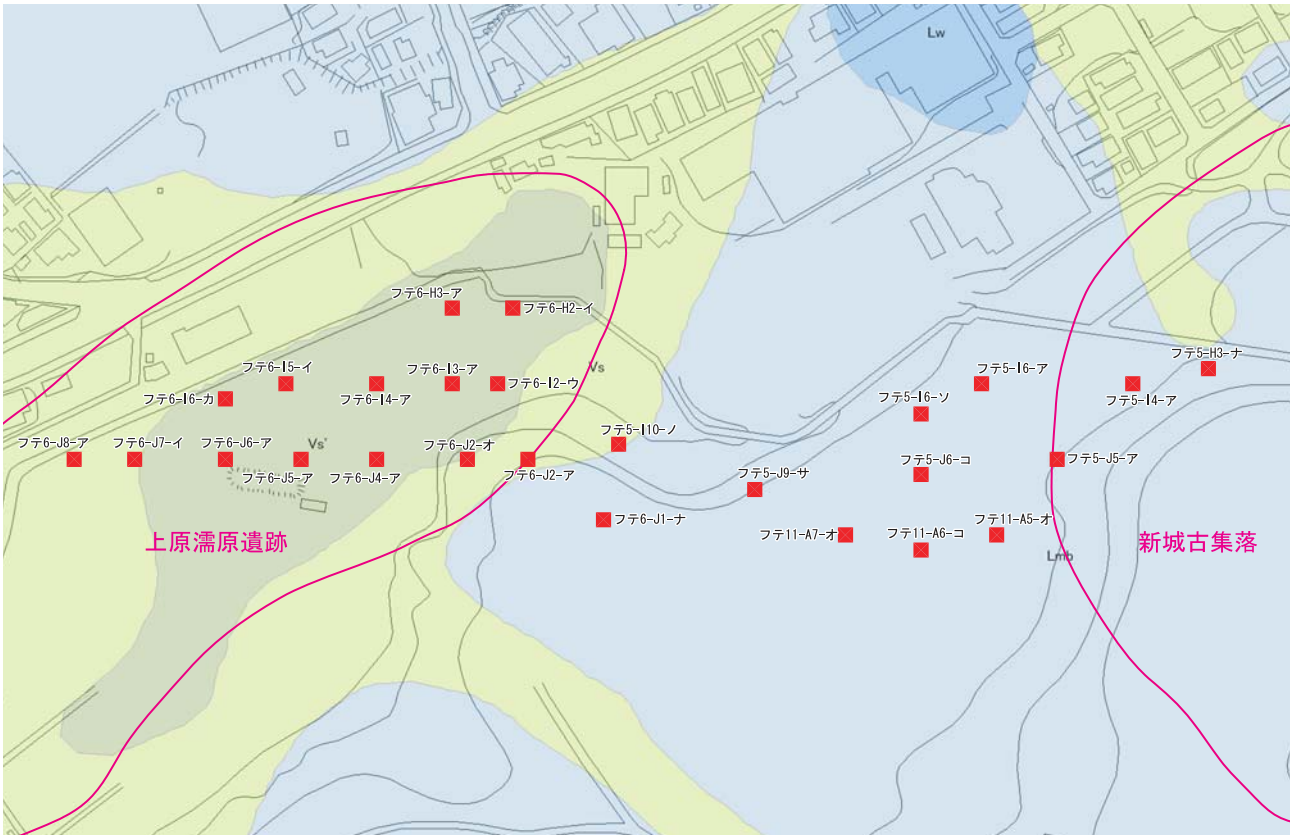 Lw
フテ6-H3-ア
フテ6-H2-イ
Vs
フテ6-I5-イ
フテ6-I3-ア
フテ6-I6-カ
フテ6-I4-ア
フテ6-I2-ウ
フテ5-I6-ア
フテ5-I4-ア
フテ5-H3-ナ
フテ5-I6-ソ
フテ5-I10-ノ
フテ6-J8-ア
フテ6-J7-イ
フテ6-J6-ア
Vs'
フテ6-J5-ア
フテ6-J4-ア
フテ6-J2-オ
フテ6-J2-ア
フテ5-J9-サ
フテ5-J6-コ
フテ5-J5-ア
フテ6-J1-ナ
フテ11-A7-オ
フテ11-A6-コ
フテ11-A5-オ
上原濡原遺跡
新城古集落
Lmb